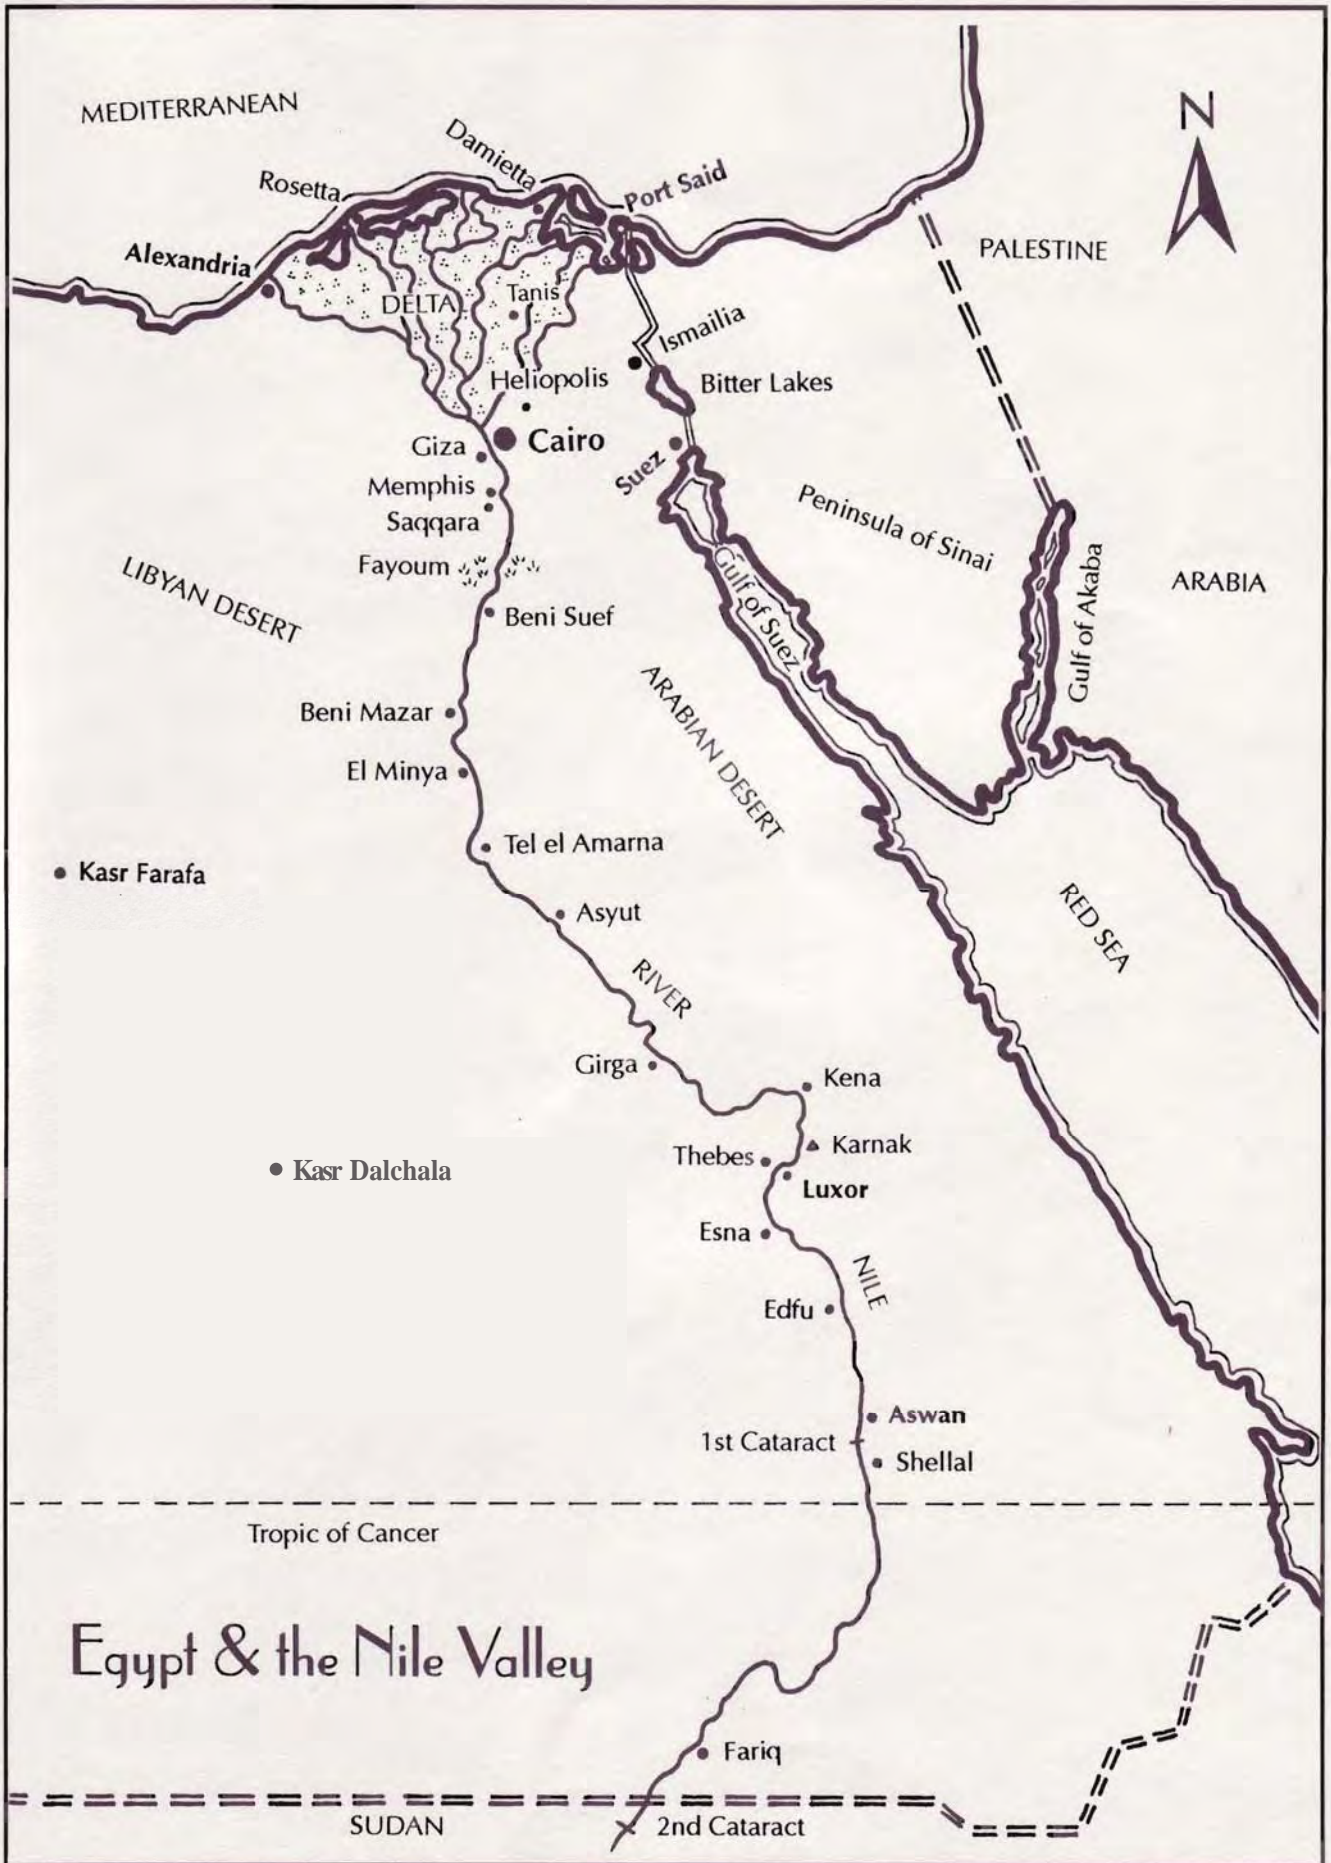 MEDITERRANEAN
N
Damietta
Rosetta
Port Said
Alexandria
PALESTINE
DELTA
Tanis
Ismailia
Heliopolis
Bitter Lakes
Giza
Cairo
Suez
Memphis
Saqqara
Peninsula of Sinai
Fayoum
LIBYAN DESERT
Gulf of Suez
Gulf of Akaba
ARABIA
Beni Suef
Beni Mazar
ARABIAN DESERT
El Minya
Tel el Amarna
Kasr Farafa
Asyut
RED SEA
RIVER
Girga
Kena
Thebes
Karnak
Kasr Dalchala
Luxor
Esna
NILE
Edfu
Aswan
1st Cataract
Shellal
Tropic of Cancer
Egypt & the Nile Valley
Fariq
SUDAN
2nd Cataract